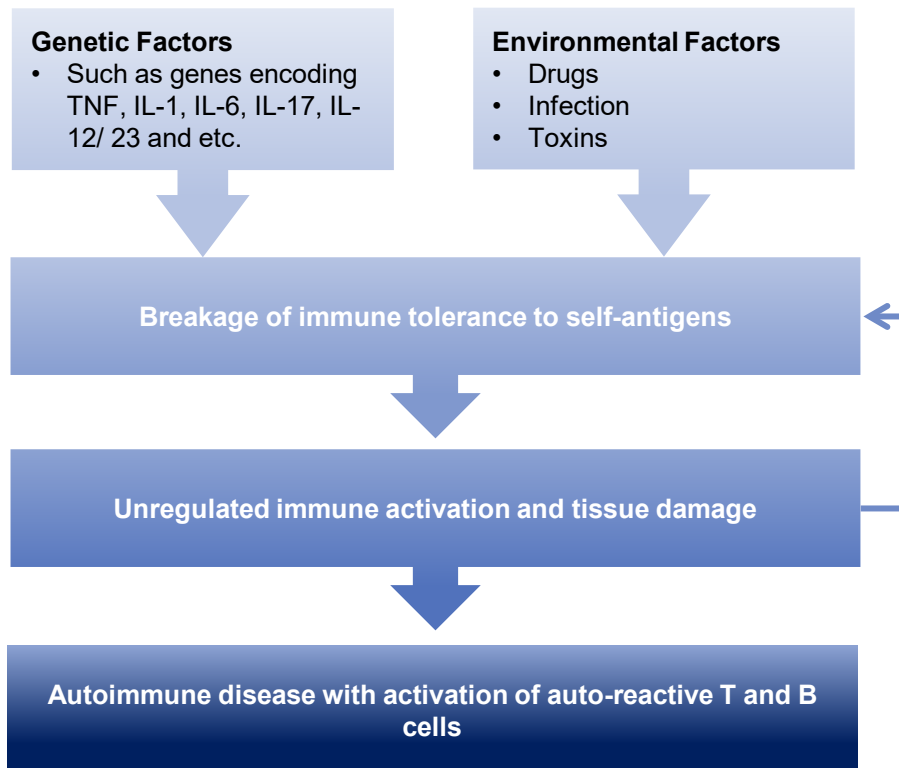 Genetic Factors
• Such as genes encoding
TNF, IL-1, IL-6, IL-17, IL-
12/ 23 and etc.
Environmental Factors
• Drugs
• Infection
• Toxins
Breakage of immune tolerance to self-antigens
Unregulated immune activation and tissue damage
Autoimmune disease with activation of auto-reactive T and B
cells